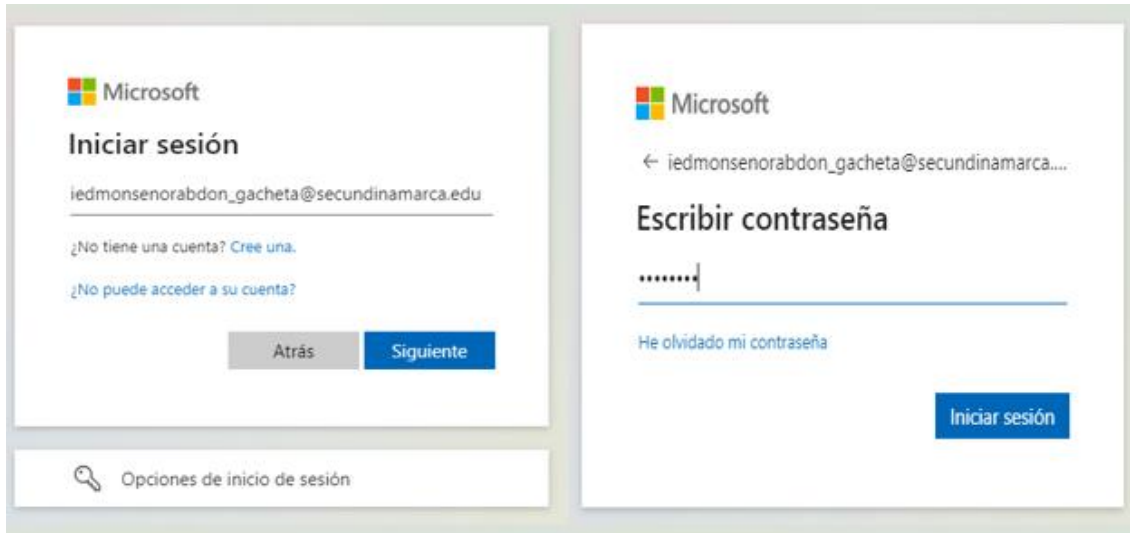 Microsoft
Iniciar sesión
iedmonsenorabdon_gacheta@secundinamarca.edu
¿No tiene una cuenta? Cree una.
¿No puede acceder a su cuenta?
Atrás Siguiente
Opciones de inicio de sesión
Microsoft
← iedmonsenorabdon_gacheta@secundinamarca....
Escribir contraseña
••••••••
He olvidado mi contraseña
Iniciar sesión